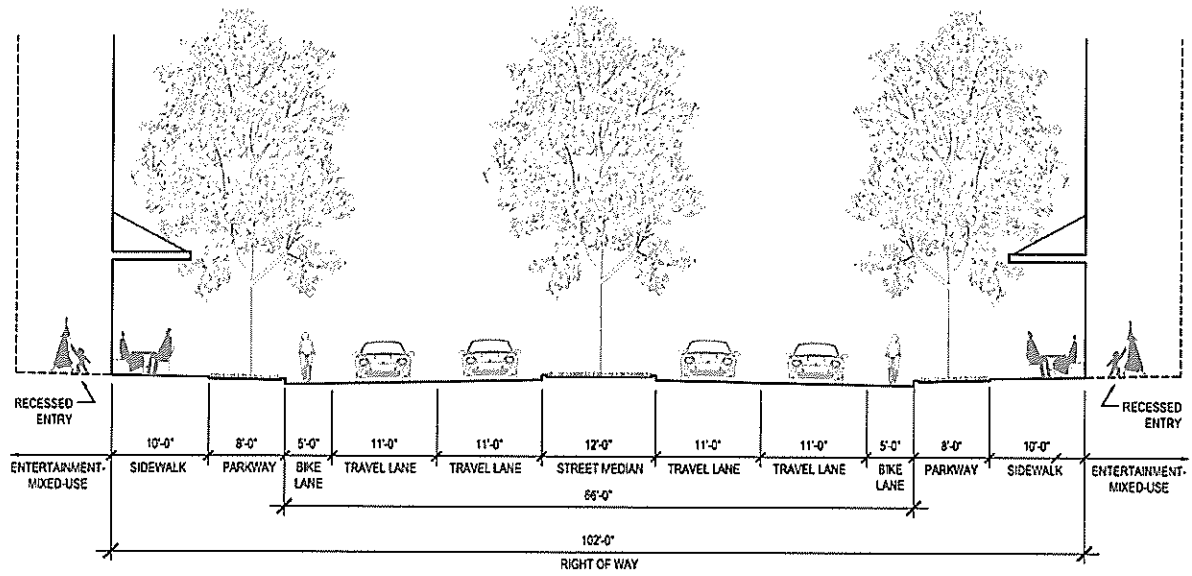 RECESSED
ENTRY
RECESSED
ENTRY
10'-0" 8'-0" 5'-0" 11'-0" 11'-0" 12'-0" 11'-0" 11'-0" 5'-0" 8'-0" 10'-0"
ENTERTAINMENT-
MIXED-USE
SIDEWALK
PARKWAY
BIKE
LANE
TRAVEL LANE
TRAVEL LANE
STREET MEDIAN
TRAVEL LANE
TRAVEL LANE
BIKE
LANE
PARKWAY
SIDEWALK
ENTERTAINMENT-
MIXED-USE
66'-0"
102'-0"
RIGHT OF WAY